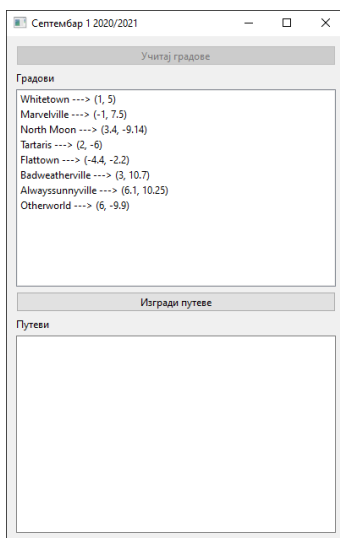 Септембар 1 2020/2021
Учитај градове
Градови
Whitetown ---> (1, 5)
Marvelville ---> (-1, 7.5)
North Moon ---> (3.4, -9.14)
Tartaris ---> (2, -6)
Flattown ---> (-4.4, -2.2)
Badweatherville ---> (3, 10.7)
Alwayssunnyville ---> (6.1, 10.25)
Otherworld ---> (6, -9.9)
Изгради путеве
Путеви